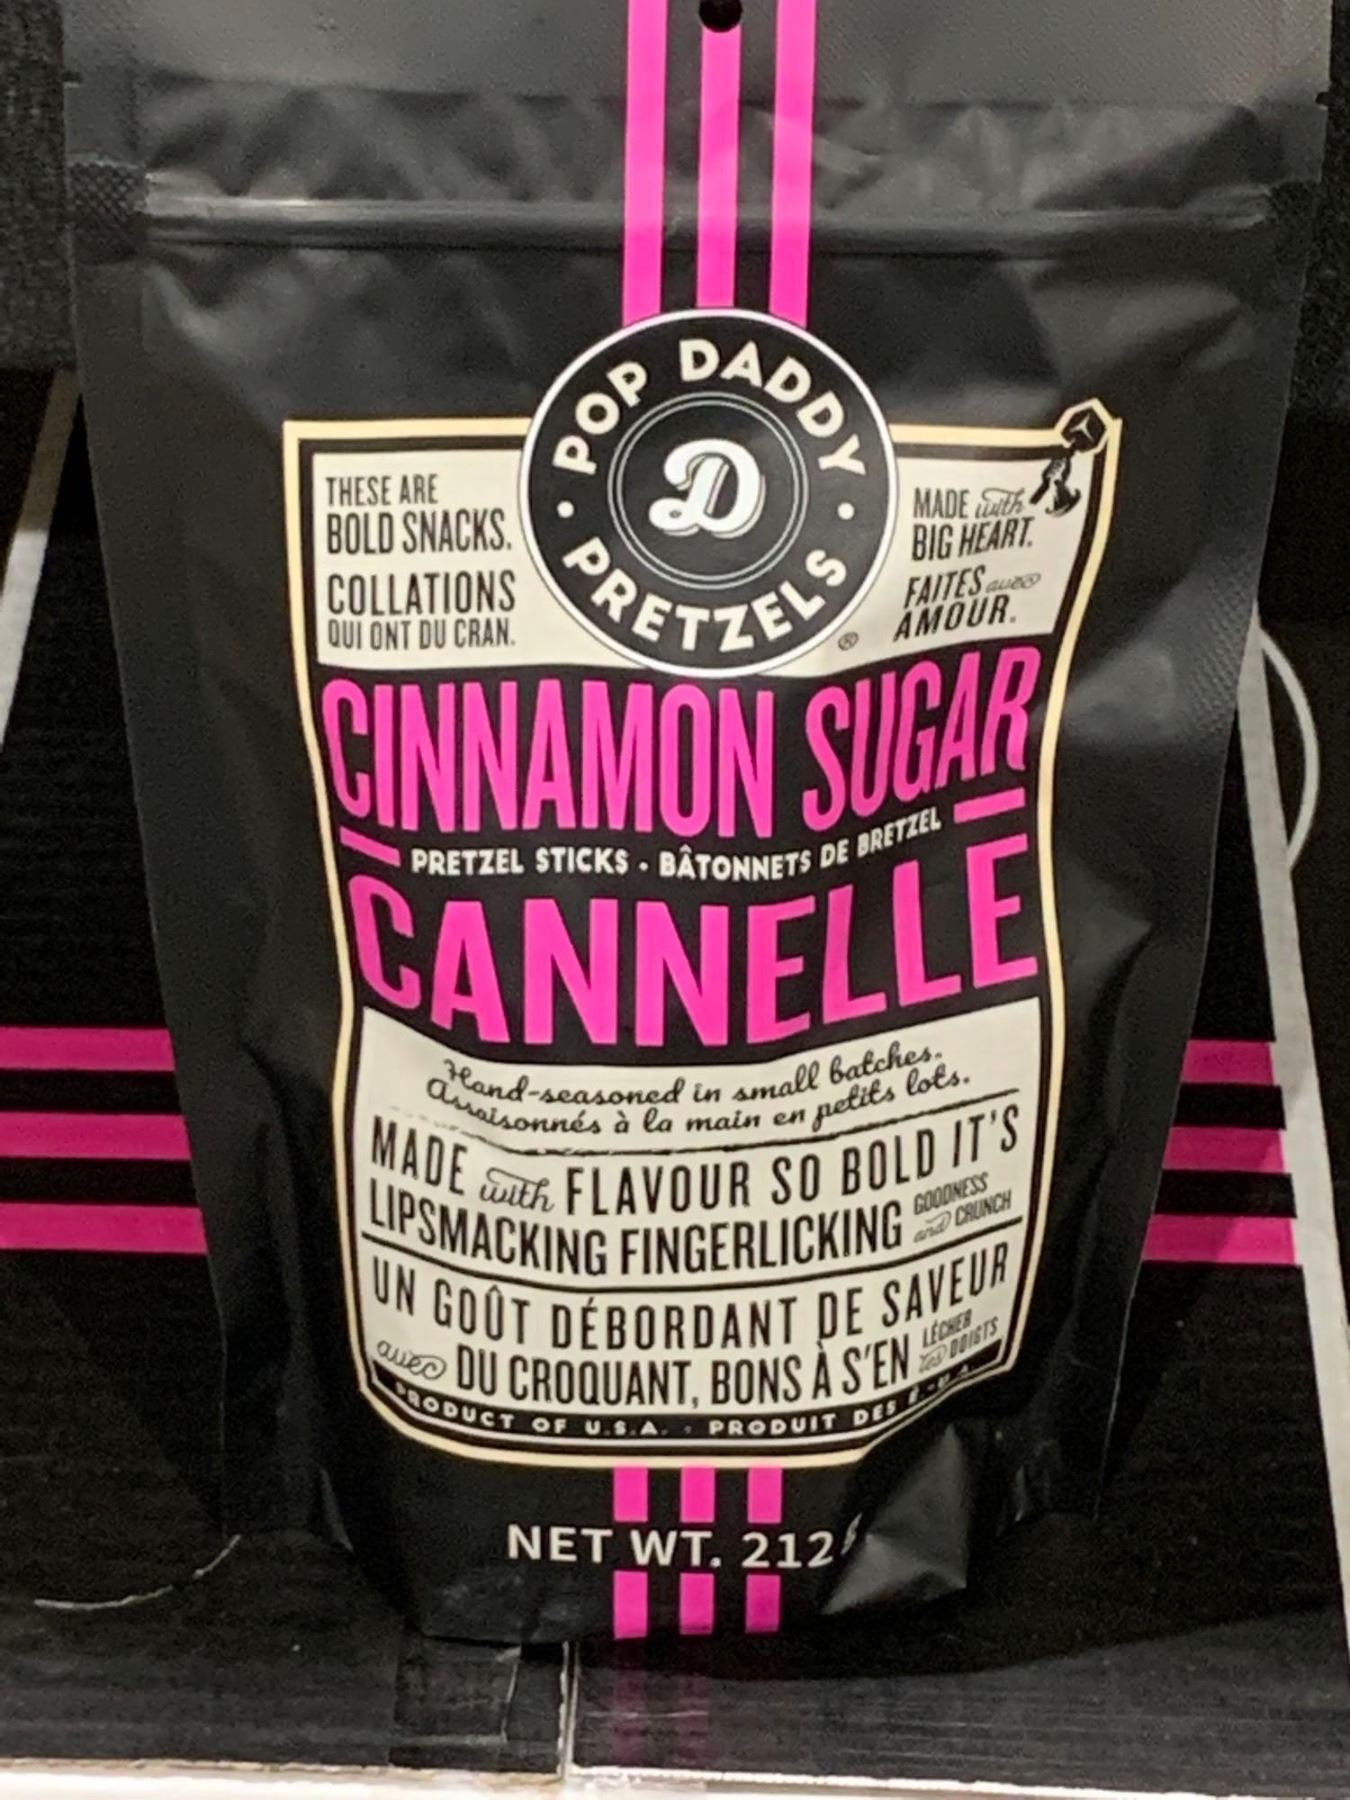 POP DADDY
D
PRETZELS
®
THESE ARE
BOLD SNACKS.
COLLATIONS
QUI ONT DU CRAN.
MADE with
BIG HEART.
FAITES avec
AMOUR.
CINNAMON SUGAR
PRETZEL STICKS • BÂTONNETS DE BRETZEL
CANNELLE
Hand-seasoned in small batches.
Assaisonnés à la main en petits lots.
MADE with FLAVOUR SO BOLD IT'S
LIPSMACKING FINGERLICKING GOODNESS and CRUNCH
UN GOÛT DÉBORDANT DE SAVEUR
avec DU CROQUANT, BONS À S'EN LÉCHER les DOIGTS
PRODUCT OF U.S.A. • PRODUIT DES É.-U.A.
NET WT. 212